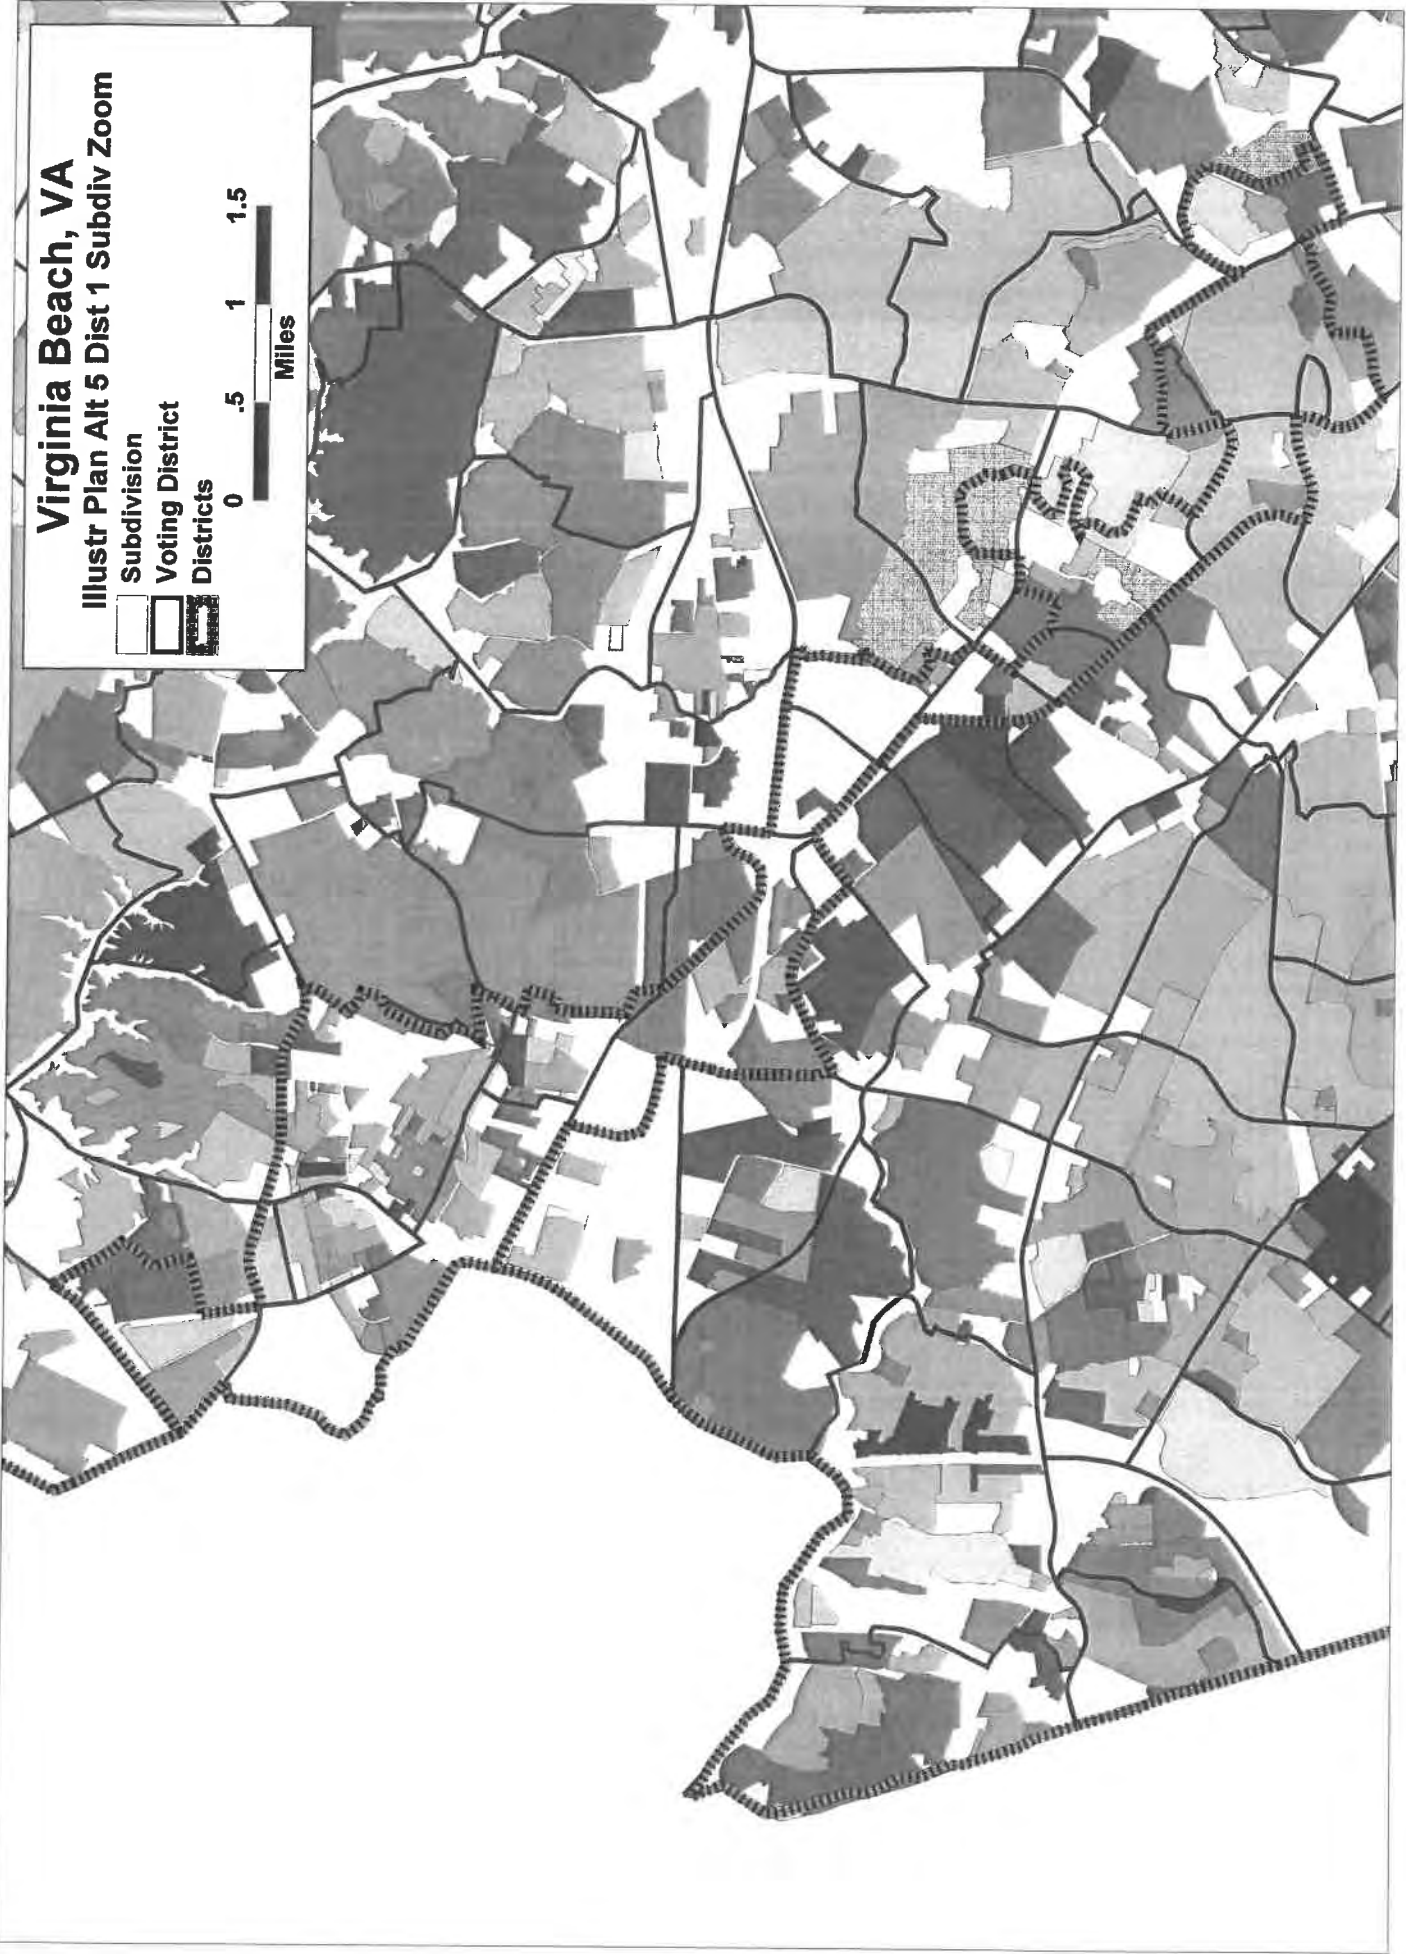 Virginia Beach, VA
Illustr Plan Alt 5 Dist 1 Subdiv Zoom
Subdivision
Voting District
Districts
0 .5 1 1.5
Miles